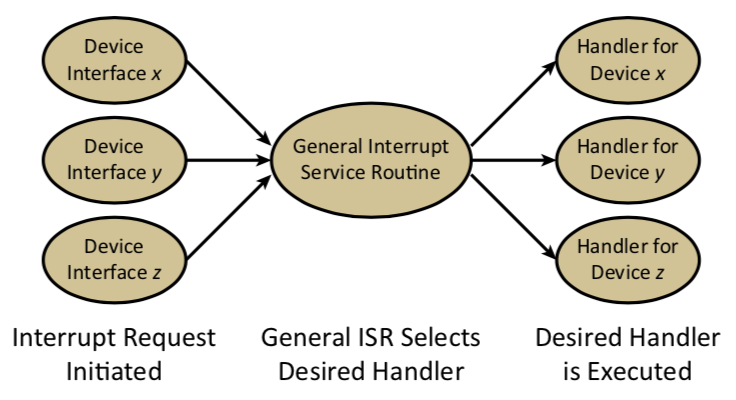 Device
Interface x
Device
Interface y
Device
Interface z
General Interrupt
Service Routine
Handler for
Device x
Handler for
Device y
Handler for
Device z
Interrupt Request
Initiated
General ISR Selects
Desired Handler
Desired Handler
is Executed